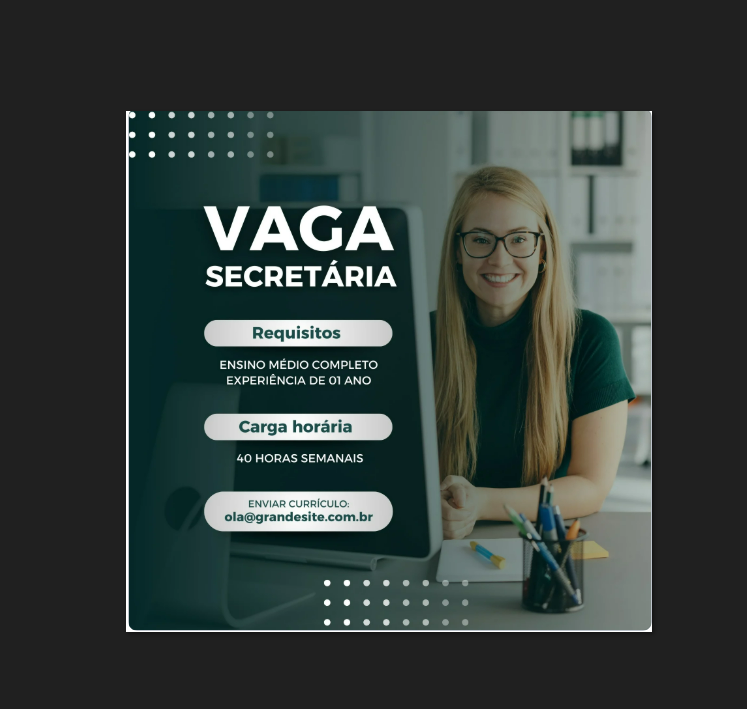 VAGA
SECRETÁRIA
Requisitos
ENSINO MÉDIO COMPLETO
EXPERIÊNCIA DE 01 ANO
Carga horária
40 HORAS SEMANAIS
ENVIAR CURRÍCULO:
ola@grandesite.com.br